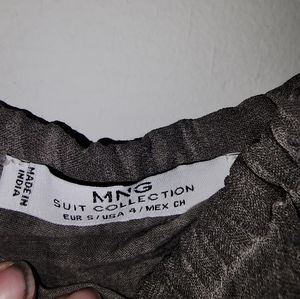 MNG
SUIT COLLECTION
EUR S/USA 4/MEX CH
MADE IN
INDIA